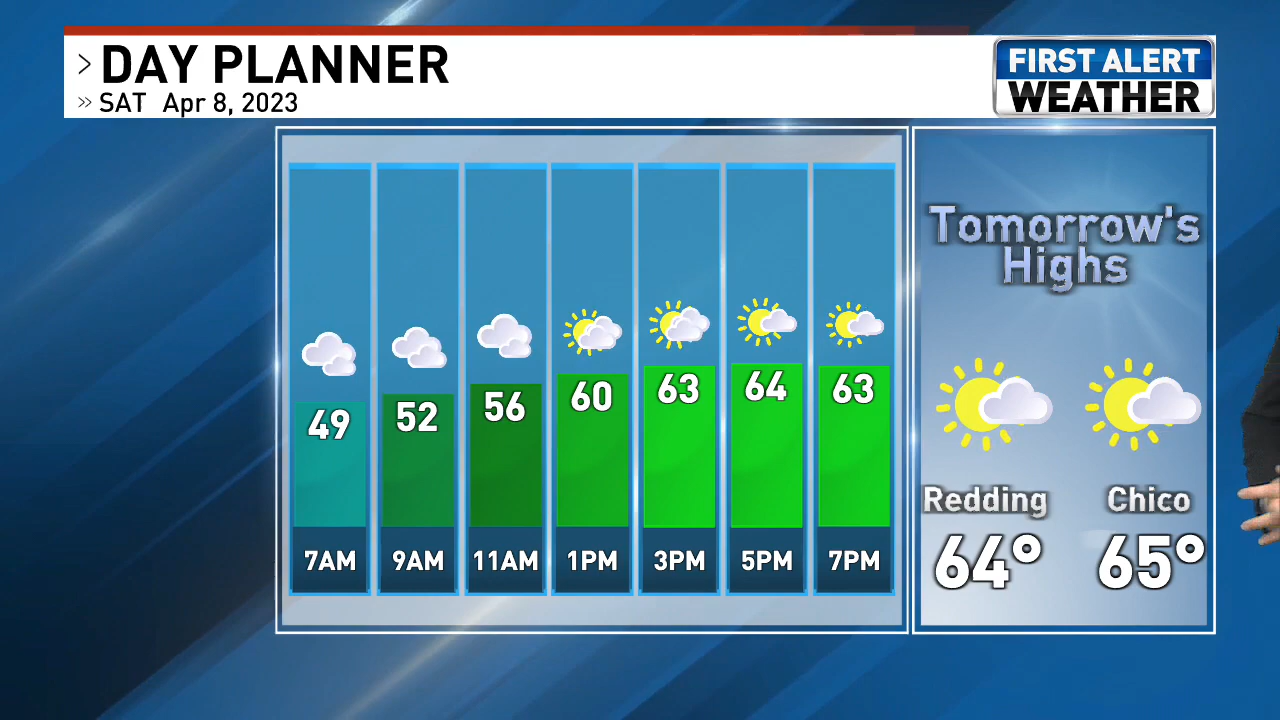 DAY PLANNER
SAT Apr 8, 2023
FIRST ALERT
WEATHER
49 52 56 60 63 64 63
7AM 9AM 11AM 1PM 3PM 5PM 7PM
Tomorrow's
Highs
Redding Chico
64° 65°